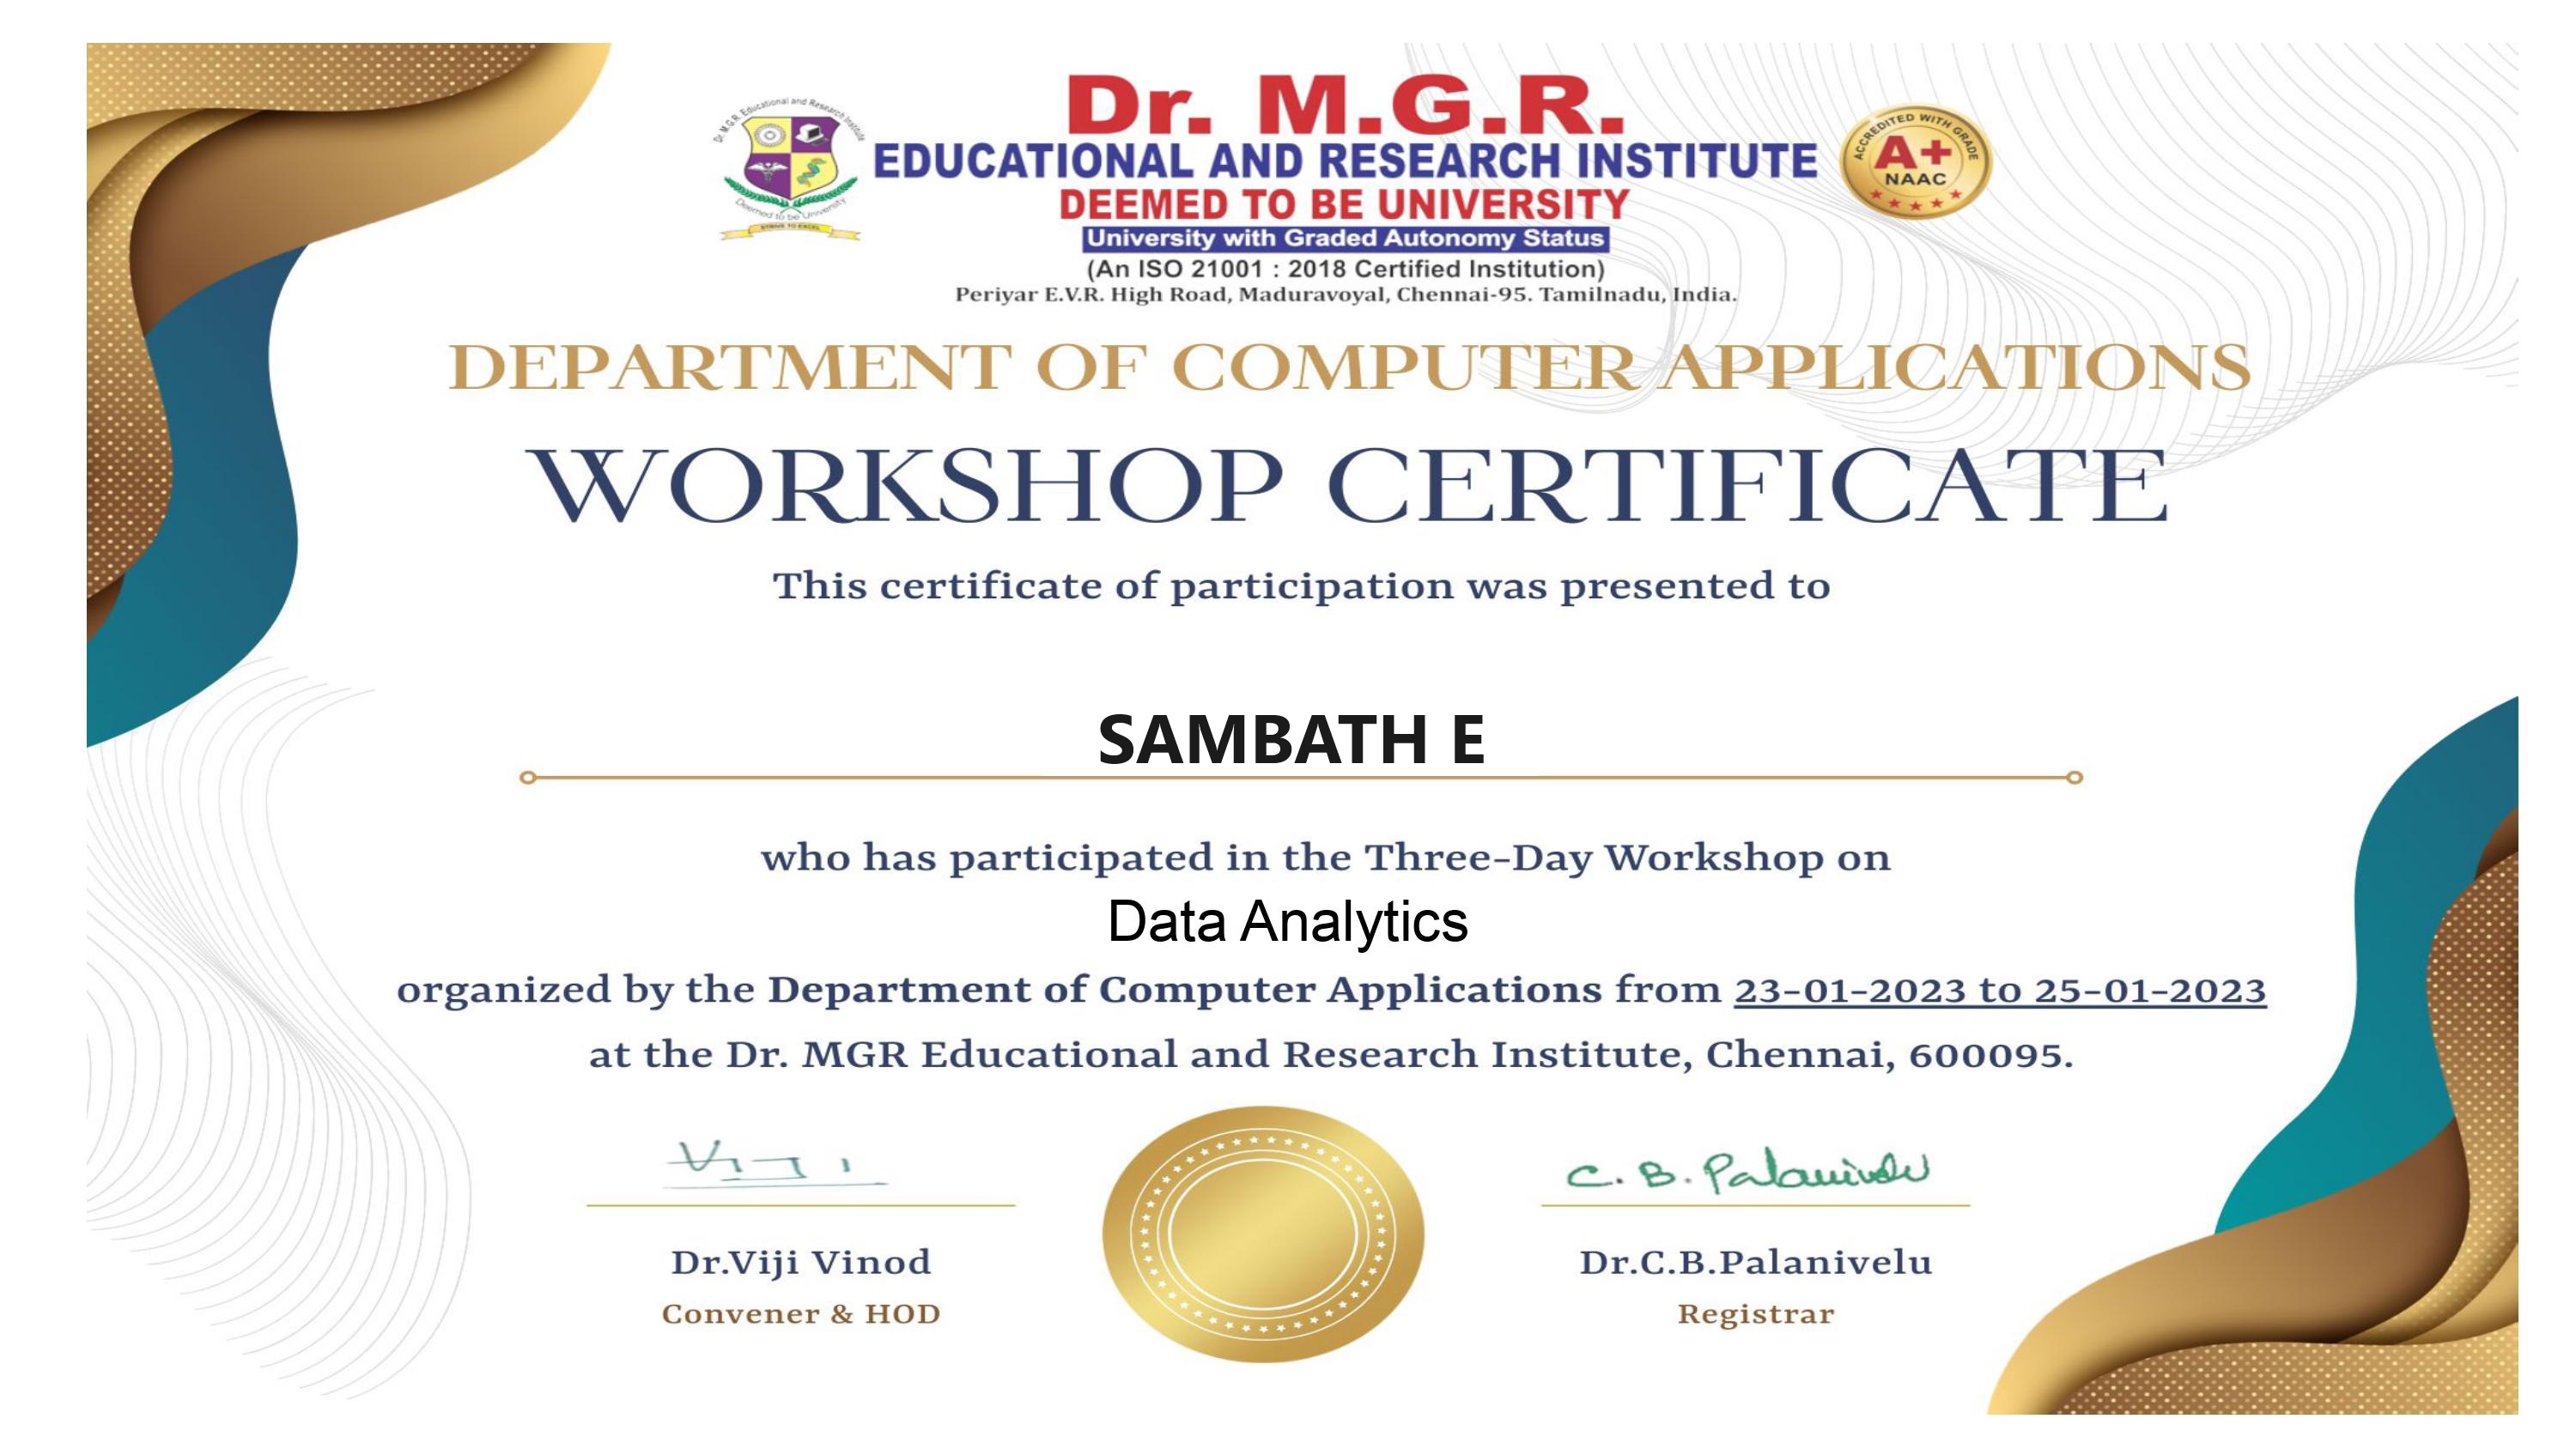 Dr. M.G.R. Educational and Research Institute
Deemed to be University
STRIVE TO EXCEL
Dr. M.G.R.
EDUCATIONAL AND RESEARCH INSTITUTE
DEEMED TO BE UNIVERSITY
University with Graded Autonomy Status
(An ISO 21001 : 2018 Certified Institution)
Periyar E.V.R. High Road, Maduravoyal, Chennai-95. Tamilnadu, India.
ACCREDITED WITH GRADE
A+
NAAC
DEPARTMENT OF COMPUTER APPLICATIONS
WORKSHOP CERTIFICATE
This certificate of participation was presented to
SAMBATH E
who has participated in the Three-Day Workshop on
Data Analytics
organized by the Department of Computer Applications from 23-01-2023 to 25-01-2023
at the Dr. MGR Educational and Research Institute, Chennai, 600095.
Viji
C. B. Palanivelu
Dr.Viji Vinod
Dr.C.B.Palanivelu
Convener & HOD
Registrar